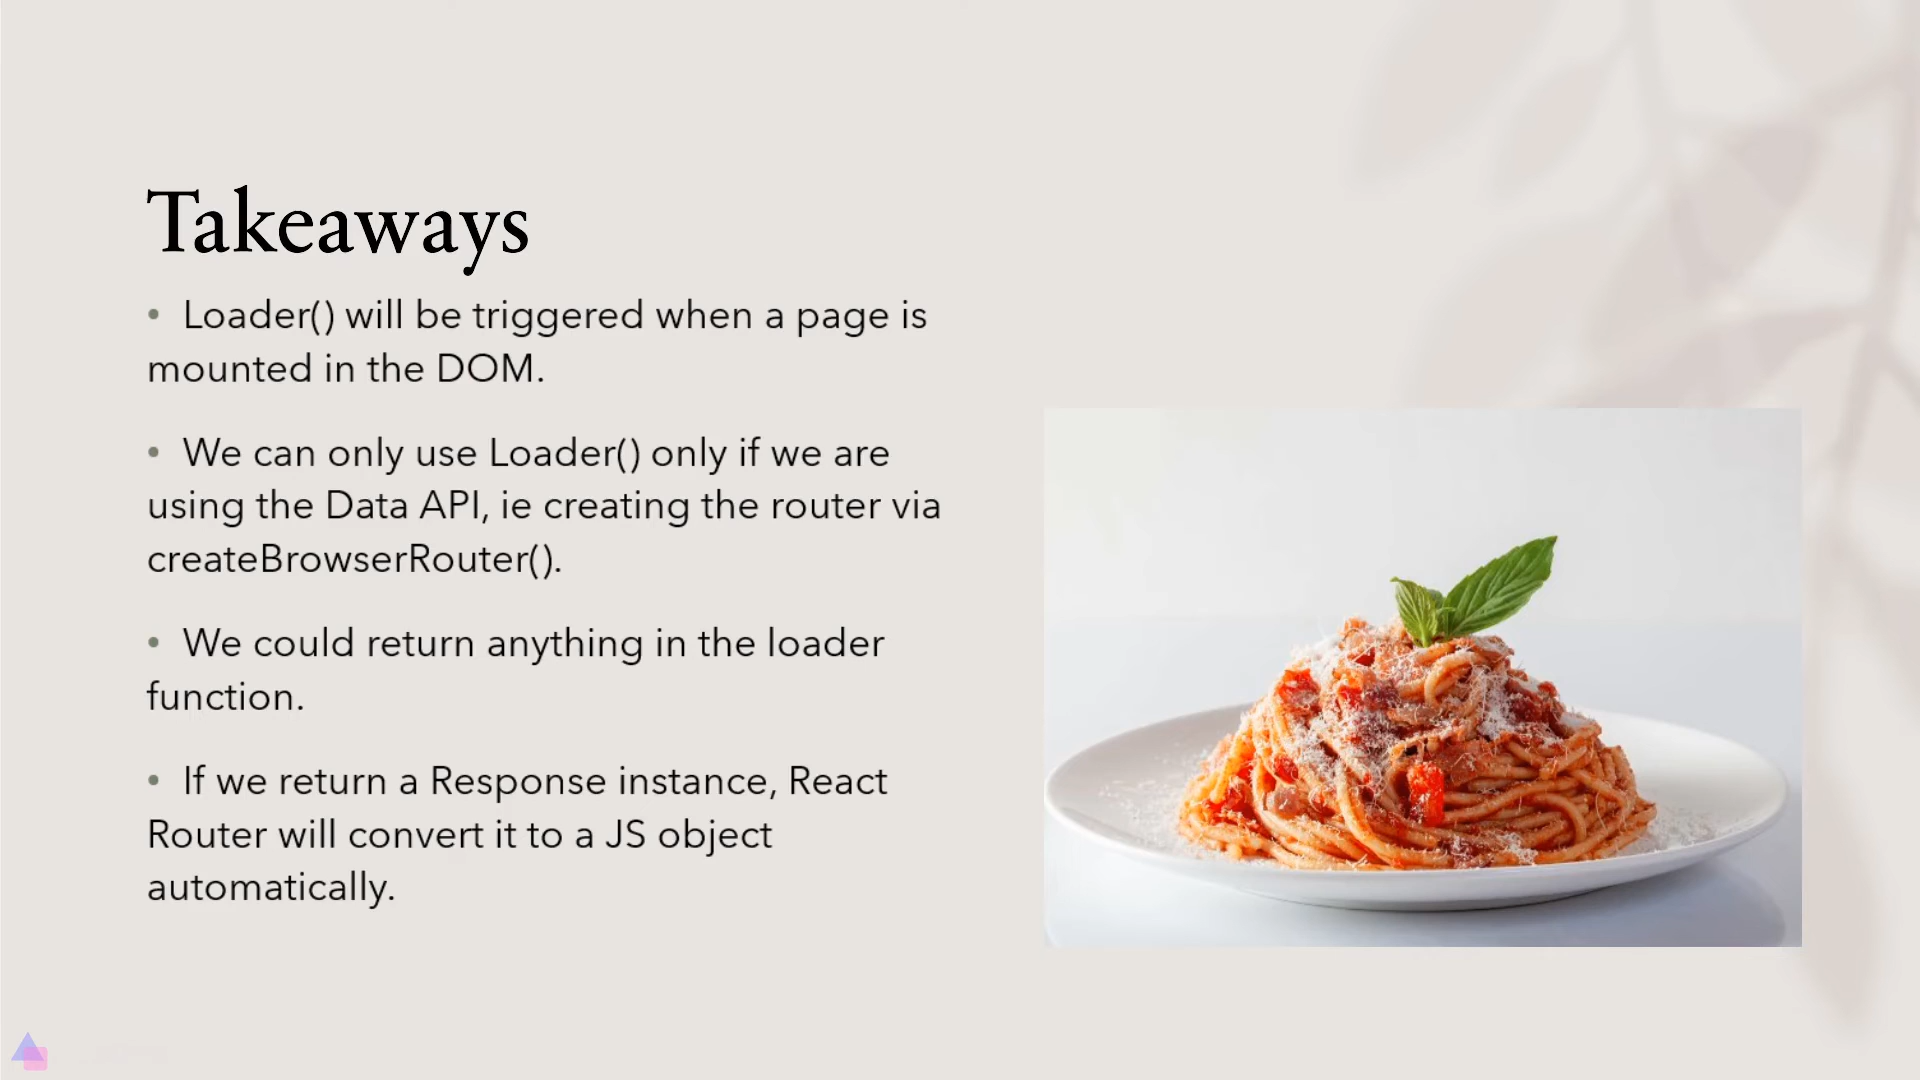 Takeaways
• Loader() will be triggered when a page is
mounted in the DOM.
• We can only use Loader() only if we are
using the Data API, ie creating the router via
createBrowserRouter().
• We could return anything in the loader
function.
• If we return a Response instance, React
Router will convert it to a JS object
automatically.